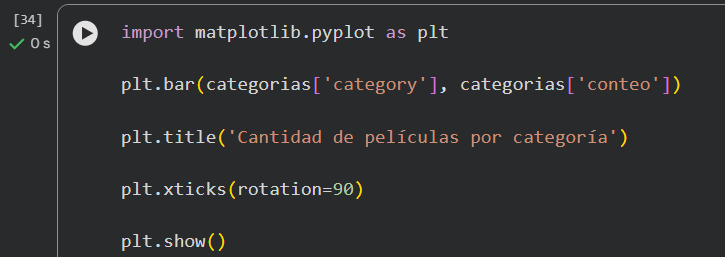 [34]
0 s
import matplotlib.pyplot as plt
plt.bar(categorias['category'], categorias['conteo'])
plt.title('Cantidad de películas por categoría')
plt.xticks(rotation=90)
plt.show()